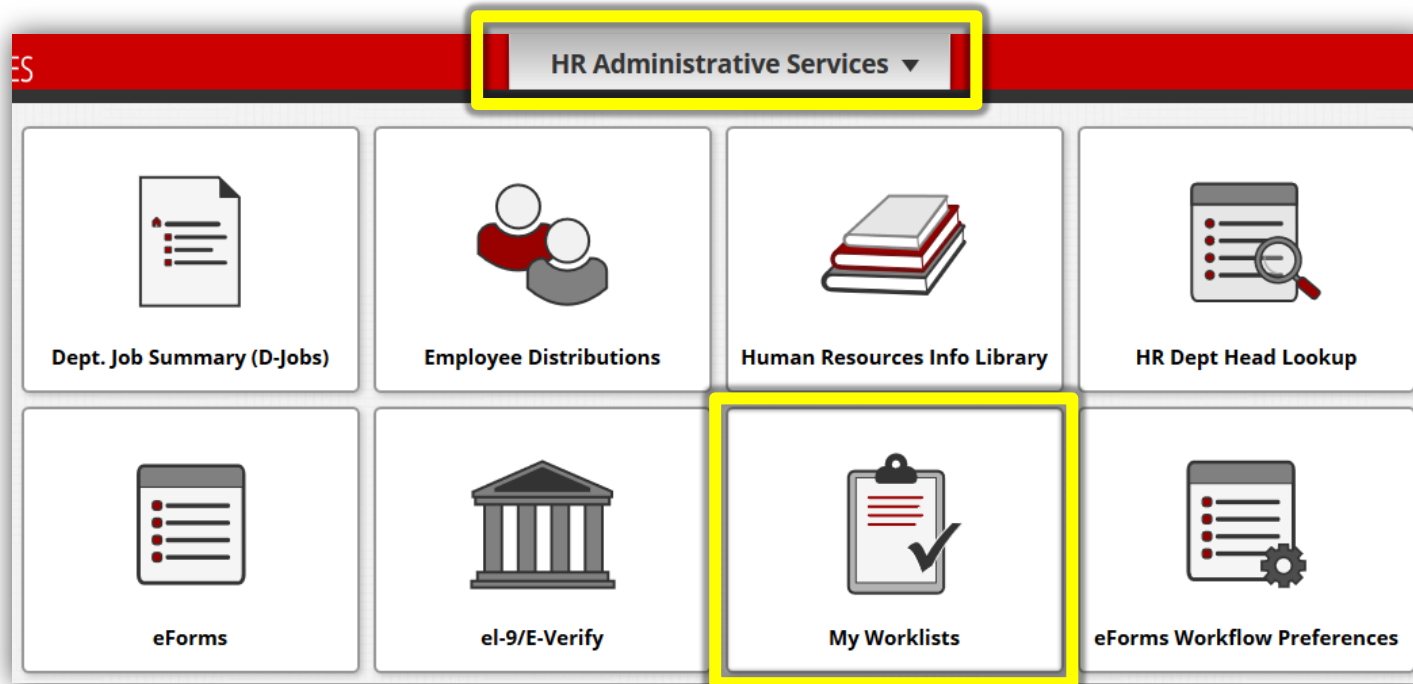 ES
HR Administrative Services
Dept. Job Summary (D-Jobs)
Employee Distributions
Human Resources Info Library
HR Dept Head Lookup
eForms
eI-9/E-Verify
My Worklists
eForms Workflow Preferences